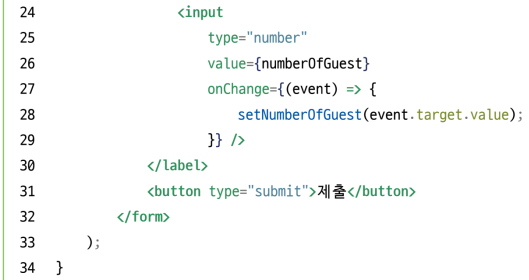 24                    <input
25                        type="number"
26                        value={numberOfGuest}
27                        onChange={(event) => {
28                            setNumberOfGuest(event.target.value);
29                        }} />
30                </label>
31                <button type="submit">제출</button>
32            </form>
33        );
34    }